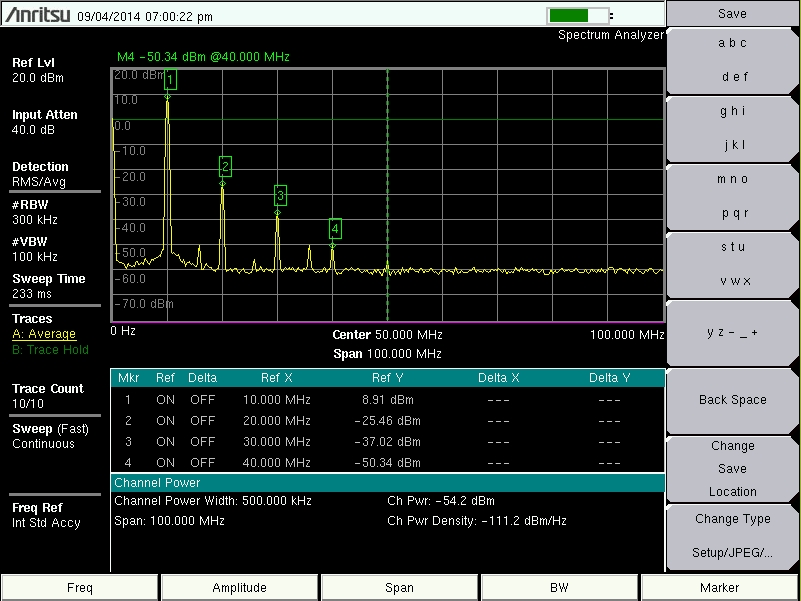 Anritsu 09/04/2014 07:00:22 pm
Spectrum Analyzer
Ref Lvl
20.0 dBm
Input Atten
40.0 dB
Detection
RMS/Avg
#RBW
300 kHz
#VBW
100 kHz
Sweep Time
233 ms
Traces
A: Average
B: Trace Hold
Trace Count
10/10
Sweep (Fast)
Continuous
Freq Ref
Int Std Accy
M4 -50.34 dBm @40.000 MHz
20.0 dBm
10.0
0.0
-10.0
-20.0
-30.0
-40.0
-50.0
-60.0
-70.0 dBm
1
2
3
4
0 Hz
Center 50.000 MHz
100.000 MHz
Span 100.000 MHz
Mkr Ref Delta Ref X Ref Y Delta X Delta Y
1 ON OFF 10.000 MHz 8.91 dBm --- ---
2 ON OFF 20.000 MHz -25.46 dBm --- ---
3 ON OFF 30.000 MHz -37.02 dBm --- ---
4 ON OFF 40.000 MHz -50.34 dBm --- ---
Channel Power
Channel Power Width: 500.000 kHz Ch Pwr: -54.2 dBm
Span: 100.000 MHz Ch Pwr Density: -111.2 dBm/Hz
Save
a b c
d e f
g h i
j k l
m n o
p q r
s t u
v w x
y z - _ +
Back Space
Change
Save
Location
Change Type
Setup/JPEG/...
Freq
Amplitude
Span
BW
Marker